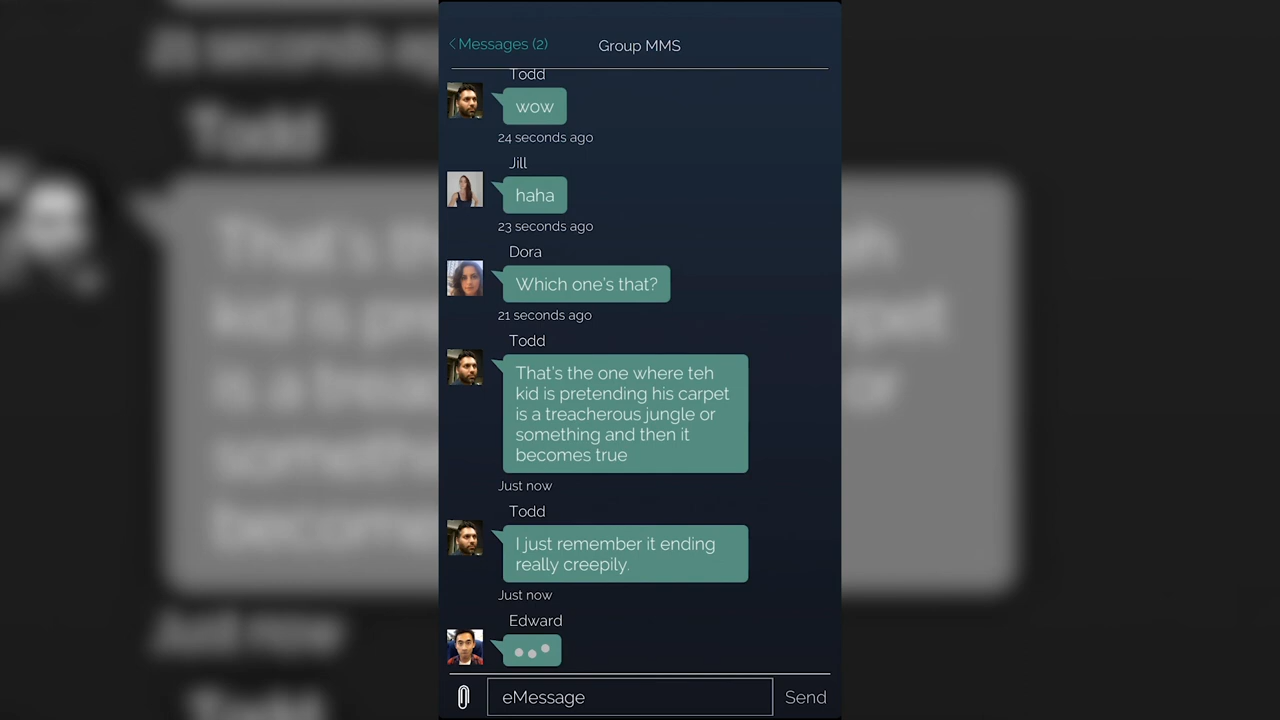 Messages (2)
Group MMS
Todd
wow
24 seconds ago
Jill
haha
23 seconds ago
Dora
Which one's that?
21 seconds ago
Todd
That's the one where teh
kid is pretending his carpet
is a treacherous jungle or
something and then it
becomes true
Just now
Todd
I just remember it ending
really creepily.
Just now
Edward
eMessage
Send